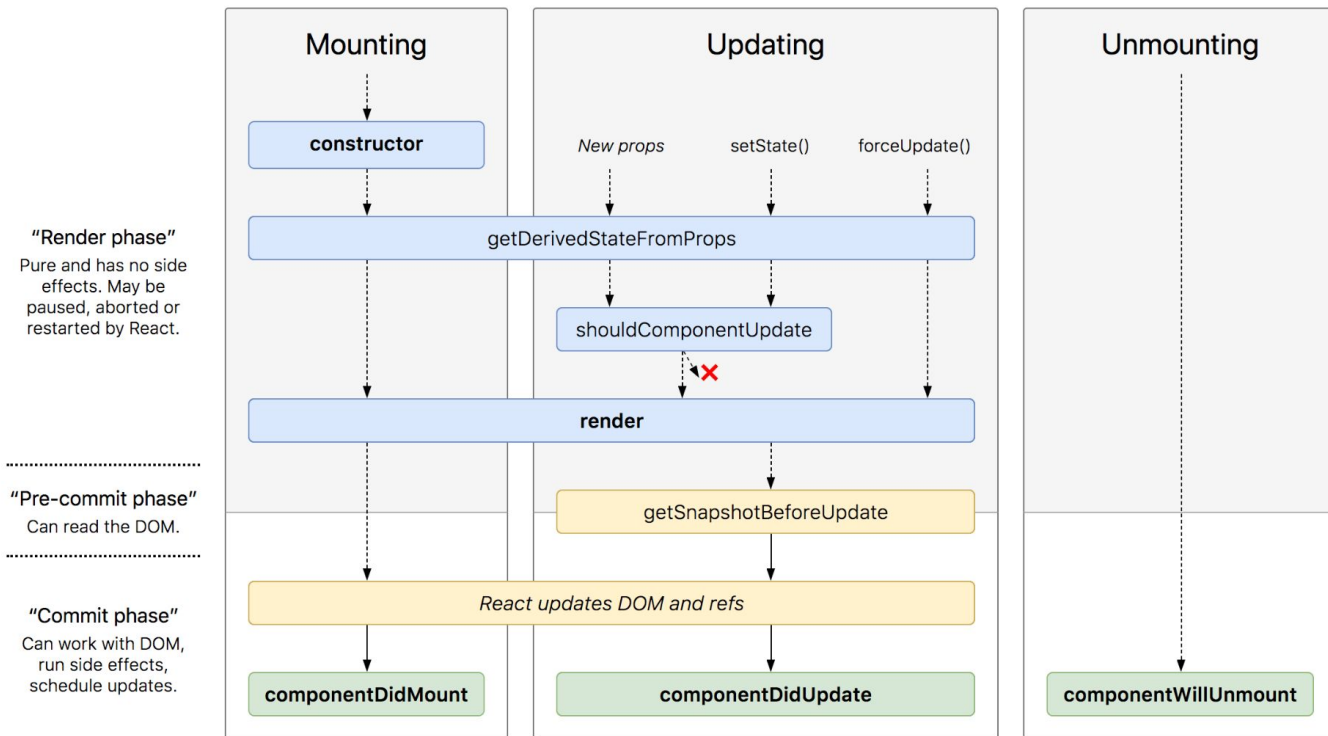 Mounting
Updating
Unmounting
constructor
New props
setState()
forceUpdate()
“Render phase”
Pure and has no side
effects. May be
paused, aborted or
restarted by React.
getDerivedStateFromProps
shouldComponentUpdate
render
“Pre-commit phase”
Can read the DOM.
getSnapshotBeforeUpdate
“Commit phase”
Can work with DOM,
run side effects,
schedule updates.
React updates DOM and refs
componentDidMount
componentDidUpdate
componentWillUnmount